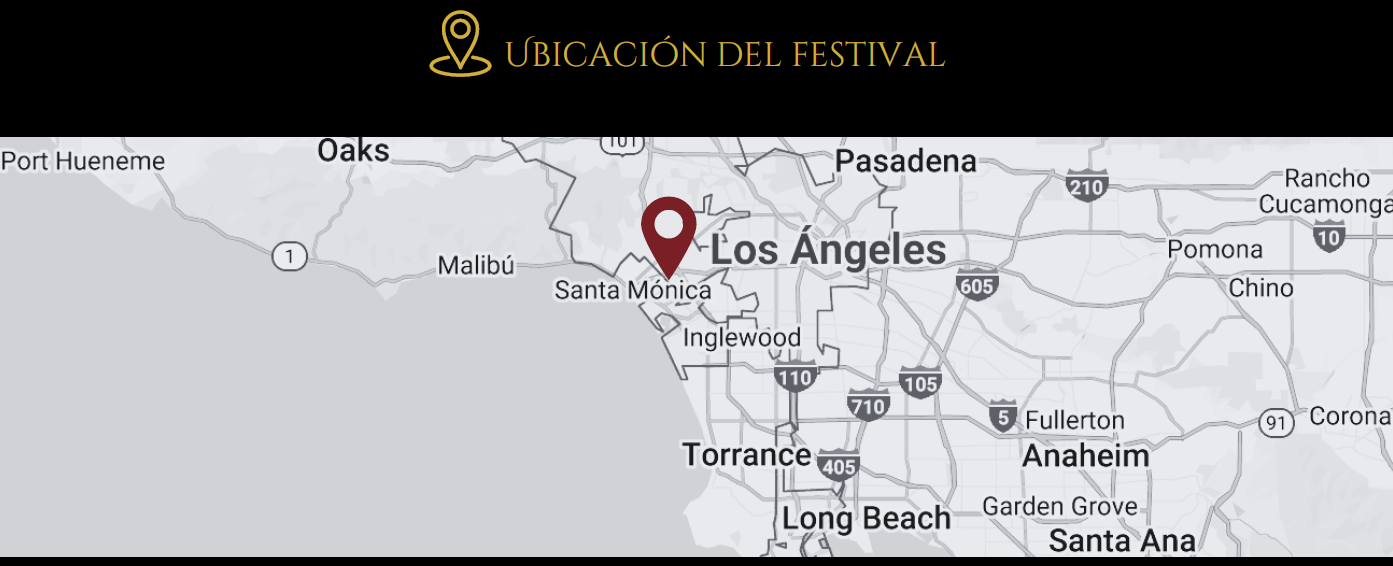 Ubicación del festival
101
Oaks
Pasadena
Port Hueneme
Rancho
Cucamonga
210
10
1
Malibú
Los Ángeles
Pomona
Santa Mónica
605
Chino
Inglewood
110
105
710
5
Fullerton
91
Corona
Torrance
405
Anaheim
Long Beach
Garden Grove
Santa Ana